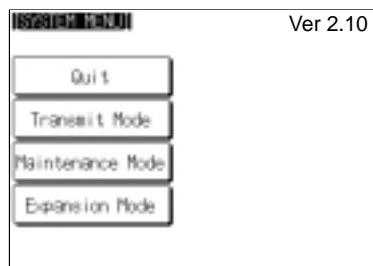 [SYSTEM MENU]
Ver 2.10
Quit
Transmit Mode
Maintenance Mode
Expansion Mode